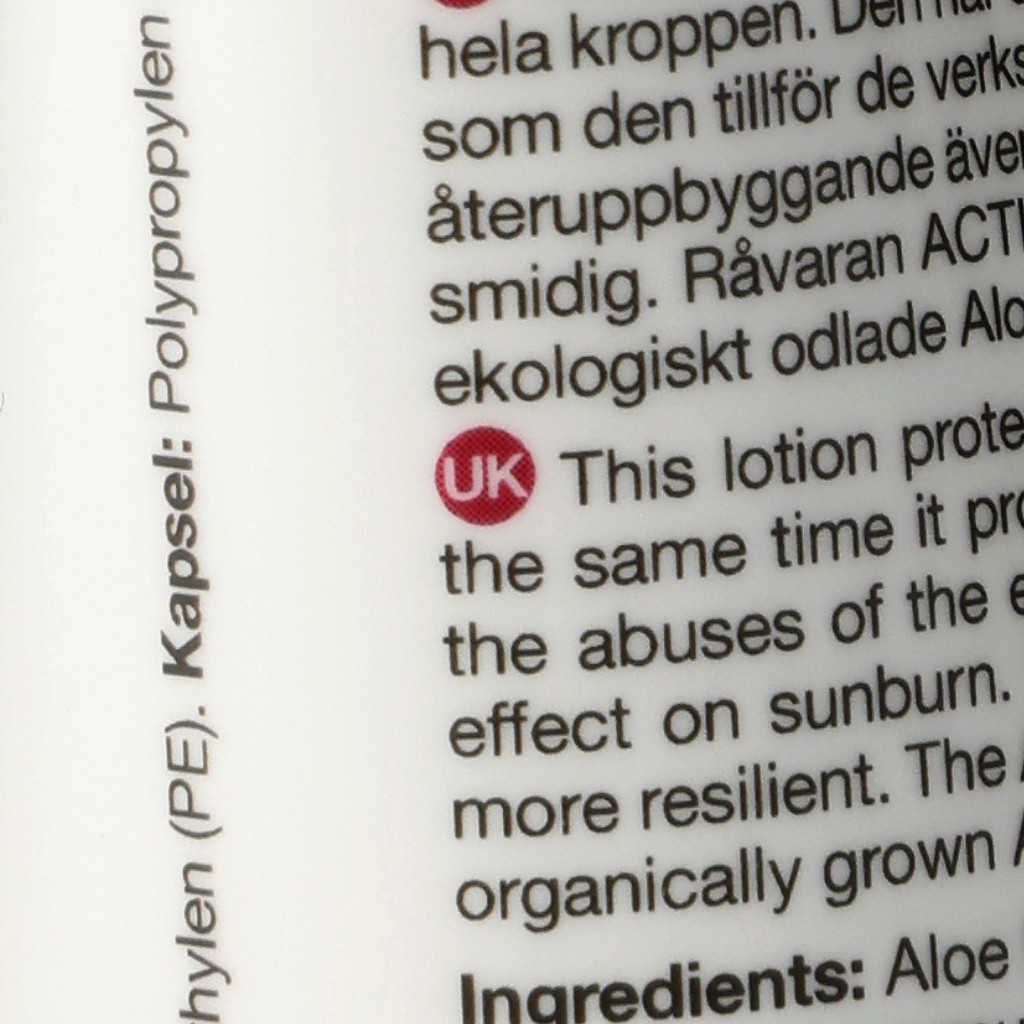 hela kroppen.
som den tillför de
återuppbyggande
smidig. Råvaran
ekologiskt odlade
UK This lotion
the same time it
the abuses of the
effect on sunburn.
more resilient. The
organically grown
Ingredients: Aloe
(PE). Kapsel: Polypropylen